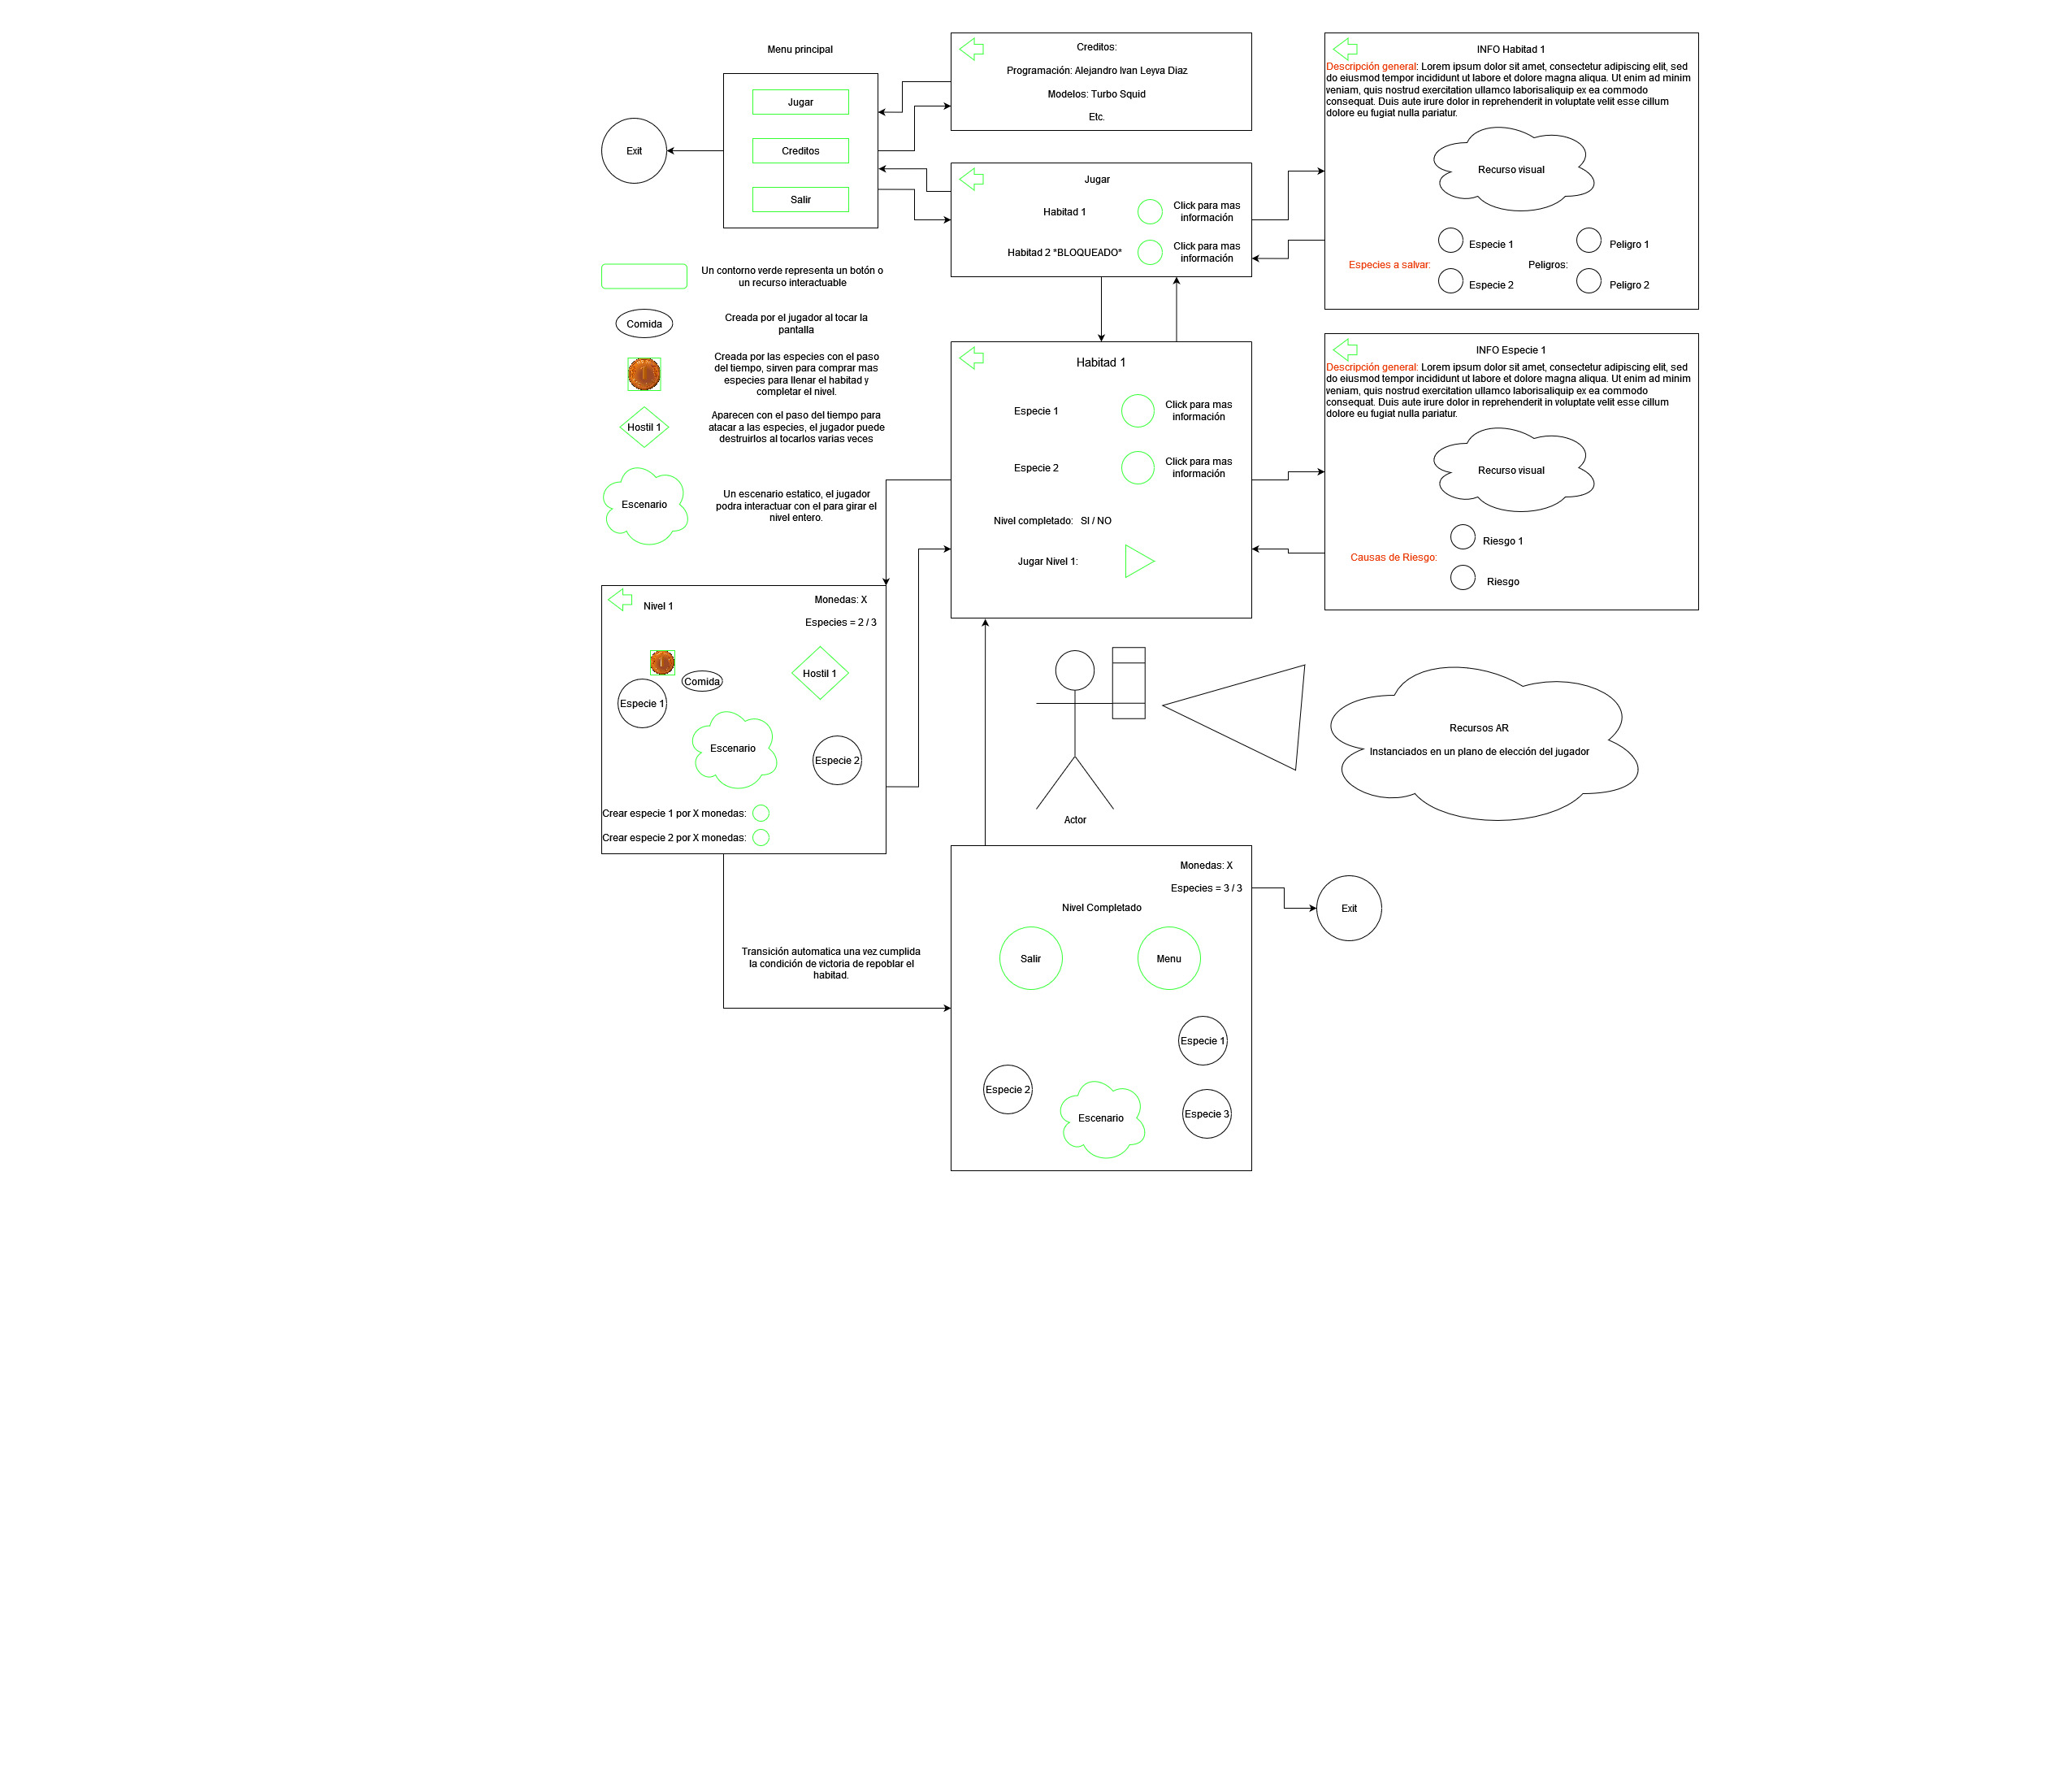 Menu principal
Jugar
Creditos
Salir
Exit
Creditos:
Programación: Alejandro Ivan Leyva Diaz
Modelos: Turbo Squid
Etc.
Jugar
Habitad 1
Click para mas
información
Habitad 2 *BLOQUEADO*
Click para mas
información
INFO Habitad 1
Descripción general: Lorem ipsum dolor sit amet, consectetur adipiscing elit, sed
do eiusmod tempor incididunt ut labore et dolore magna aliqua. Ut enim ad minim
veniam, quis nostrud exercitation ullamco laborisaliquip ex ea commodo
consequat. Duis aute irure dolor in reprehenderit in voluptate velit esse cillum
dolore eu fugiat nulla pariatur.
Recurso visual
Especies a salvar:
Especie 1
Especie 2
Peligros:
Peligro 1
Peligro 2
Un contorno verde representa un botón o
un recurso interactuable
Comida
Creada por el jugador al tocar la
pantalla
1
Creada por las especies con el paso
del tiempo, sirven para comprar mas
especies para llenar el habitad y
completar el nivel.
Hostil 1
Aparecen con el paso del tiempo para
atacar a las especies, el jugador puede
destruirlos al tocarlos varias veces
Escenario
Un escenario estatico, el jugador
podra interactuar con el para girar el
nivel entero.
Habitad 1
Especie 1
Click para mas
información
Especie 2
Click para mas
información
Nivel completado: SI / NO
Jugar Nivel 1:
INFO Especie 1
Descripción general: Lorem ipsum dolor sit amet, consectetur adipiscing elit, sed
do eiusmod tempor incididunt ut labore et dolore magna aliqua. Ut enim ad minim
veniam, quis nostrud exercitation ullamco laborisaliquip ex ea commodo
consequat. Duis aute irure dolor in reprehenderit in voluptate velit esse cillum
dolore eu fugiat nulla pariatur.
Recurso visual
Causas de Riesgo:
Riesgo 1
Riesgo
Nivel 1
Monedas: X
Especies = 2 / 3
1
Comida
Hostil 1
Especie 1
Escenario
Especie 2
Crear especie 1 por X monedas:
Crear especie 2 por X monedas:
Actor
Recursos AR
Instanciados en un plano de elección del jugador
Transición automatica una vez cumplida
la condición de victoria de repoblar el
habitad.
Monedas: X
Especies = 3 / 3
Nivel Completado
Salir
Menu
Especie 1
Especie 2
Escenario
Especie 3
Exit